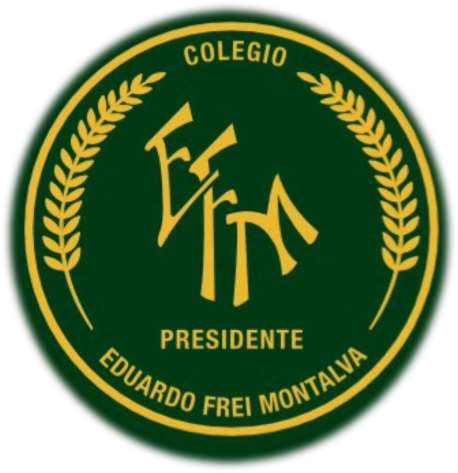 COLEGIO
EFM
PRESIDENTE
EDUARDO FREI MONTALVA